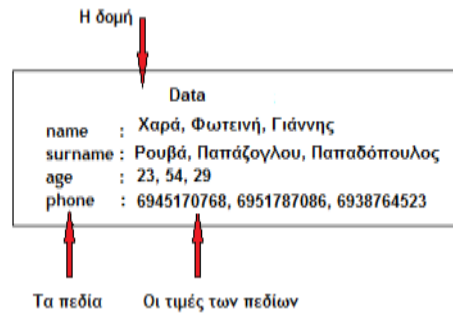 Η δομή
Data
name : Χαρά, Φωτεινή, Γιάννης
surname : Ρουβά, Παπάζογλου, Παπαδόπουλος
age : 23, 54, 29
phone : 6945170768, 6951787086, 6938764523
Τα πεδία Οι τιμές των πεδίων